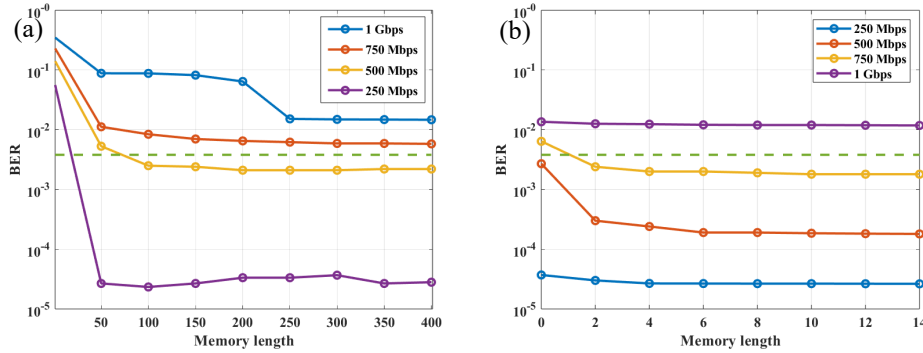 (a)
10^-0
10^-1
10^-2
10^-3
10^-4
10^-5
BER
50 100 150 200 250 300 350 400
Memory length
1 Gbps
750 Mbps
500 Mbps
250 Mbps
(b)
10^-0
10^-1
10^-2
10^-3
10^-4
10^-5
BER
0 2 4 6 8 10 12 14
Memory length
250 Mbps
500 Mbps
750 Mbps
1 Gbps